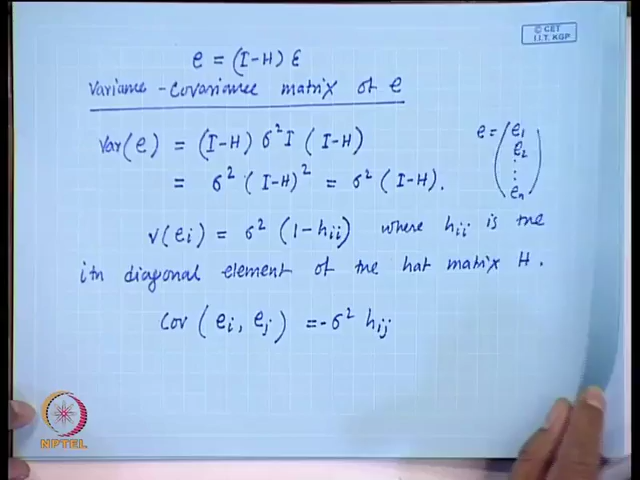 © CET
I.I.T. KGP
e = (I-H) ε
Variance - Covariance matrix of e
Var(e) = (I-H) σ²I (I-H)
= σ² (I-H)² = σ² (I-H).
e = (e₁
e₂
⋮
eₙ)
V(eᵢ) = σ² (1-hᵢᵢ) where hᵢᵢ is the
ith diagonal element of the hat matrix H.
Cov (eᵢ, eⱼ) = -σ² hᵢⱼ
NPTEL